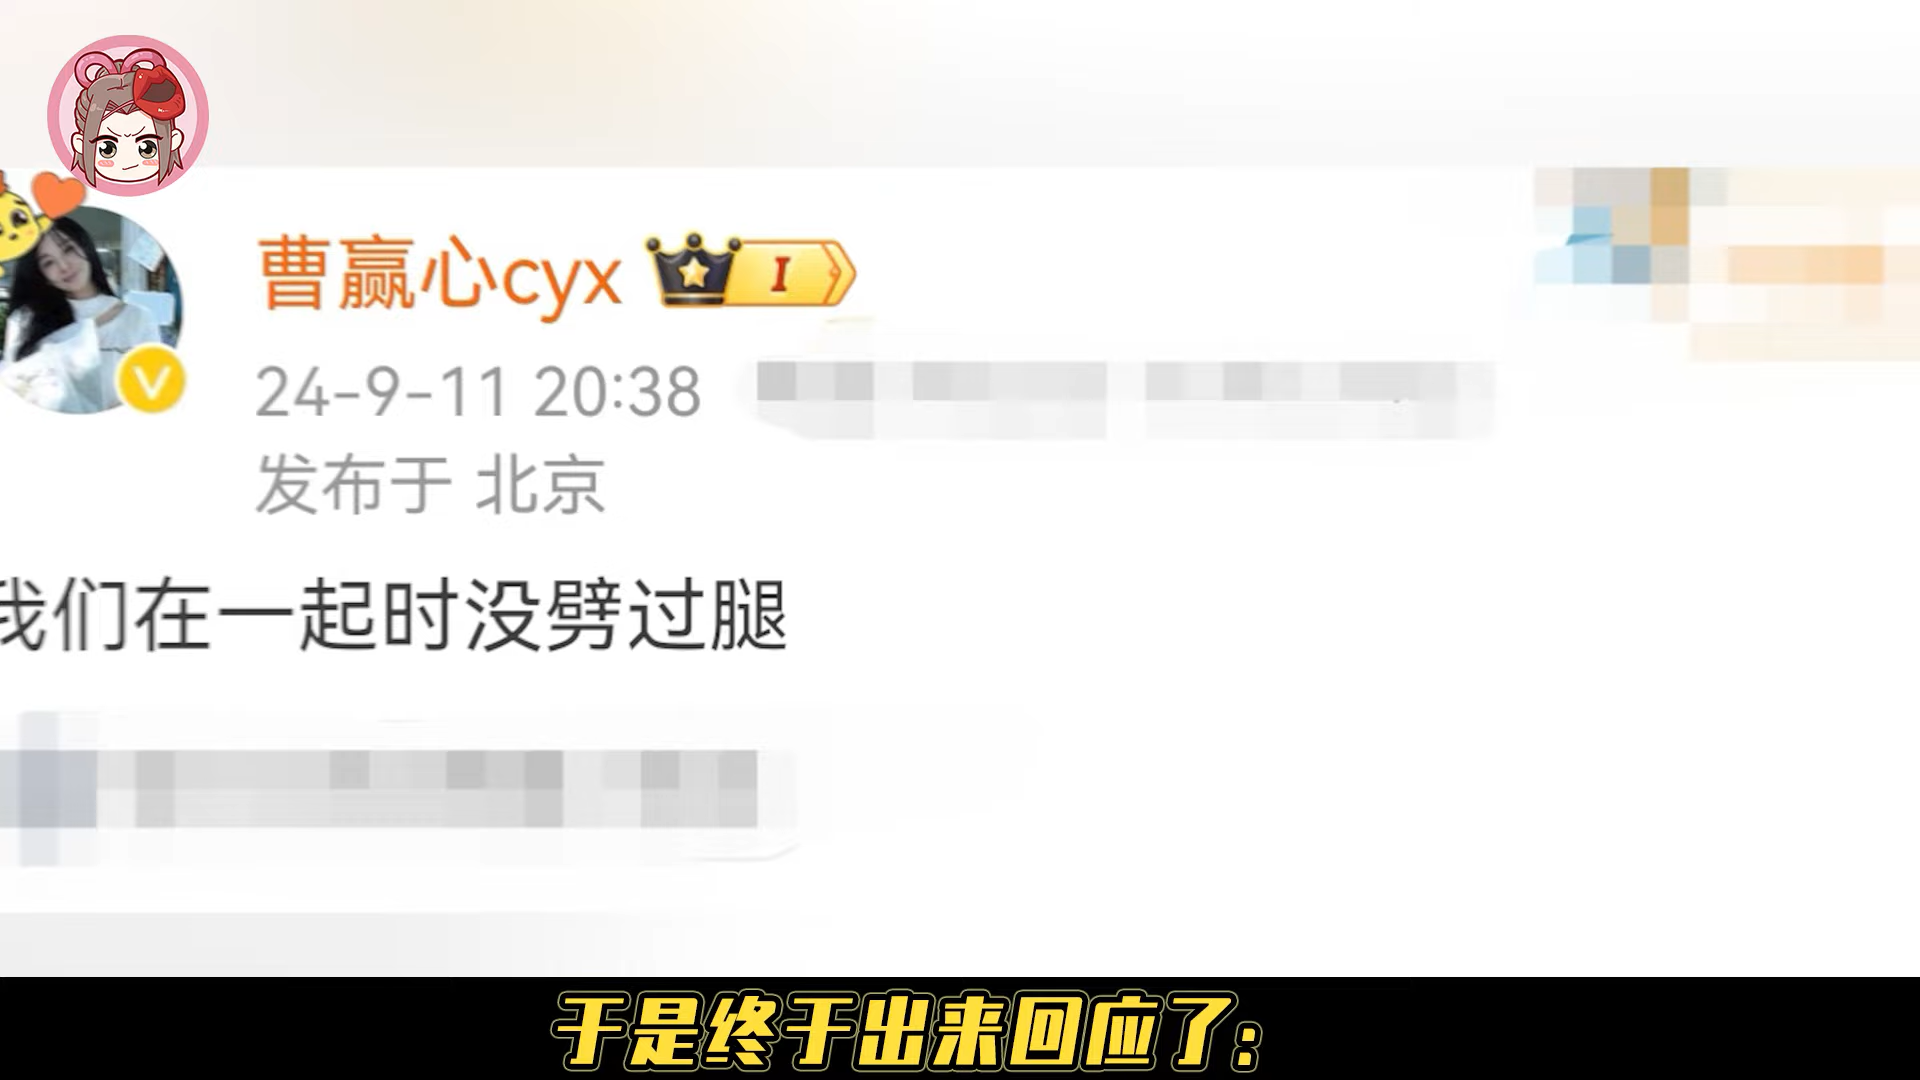 曹赢心cyx
I
24-9-11 20:38
发布于 北京
我们在一起时没劈过腿
于是终于出来回应了: